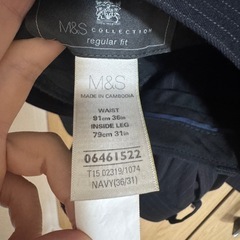 M&S COLLECTION
regular fit
M&S
MADE IN CAMBODIA
WAIST
91cm 36in
INSIDE LEG
79cm 31in
06461522
T15 02319/1074
NAVY(36/31)